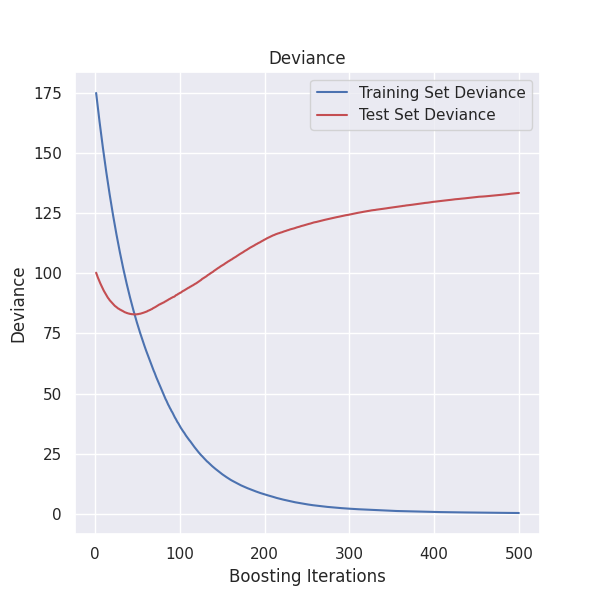 Deviance
Training Set Deviance
Test Set Deviance
175
150
125
100
75
50
25
0
Deviance
0 100 200 300 400 500
Boosting Iterations